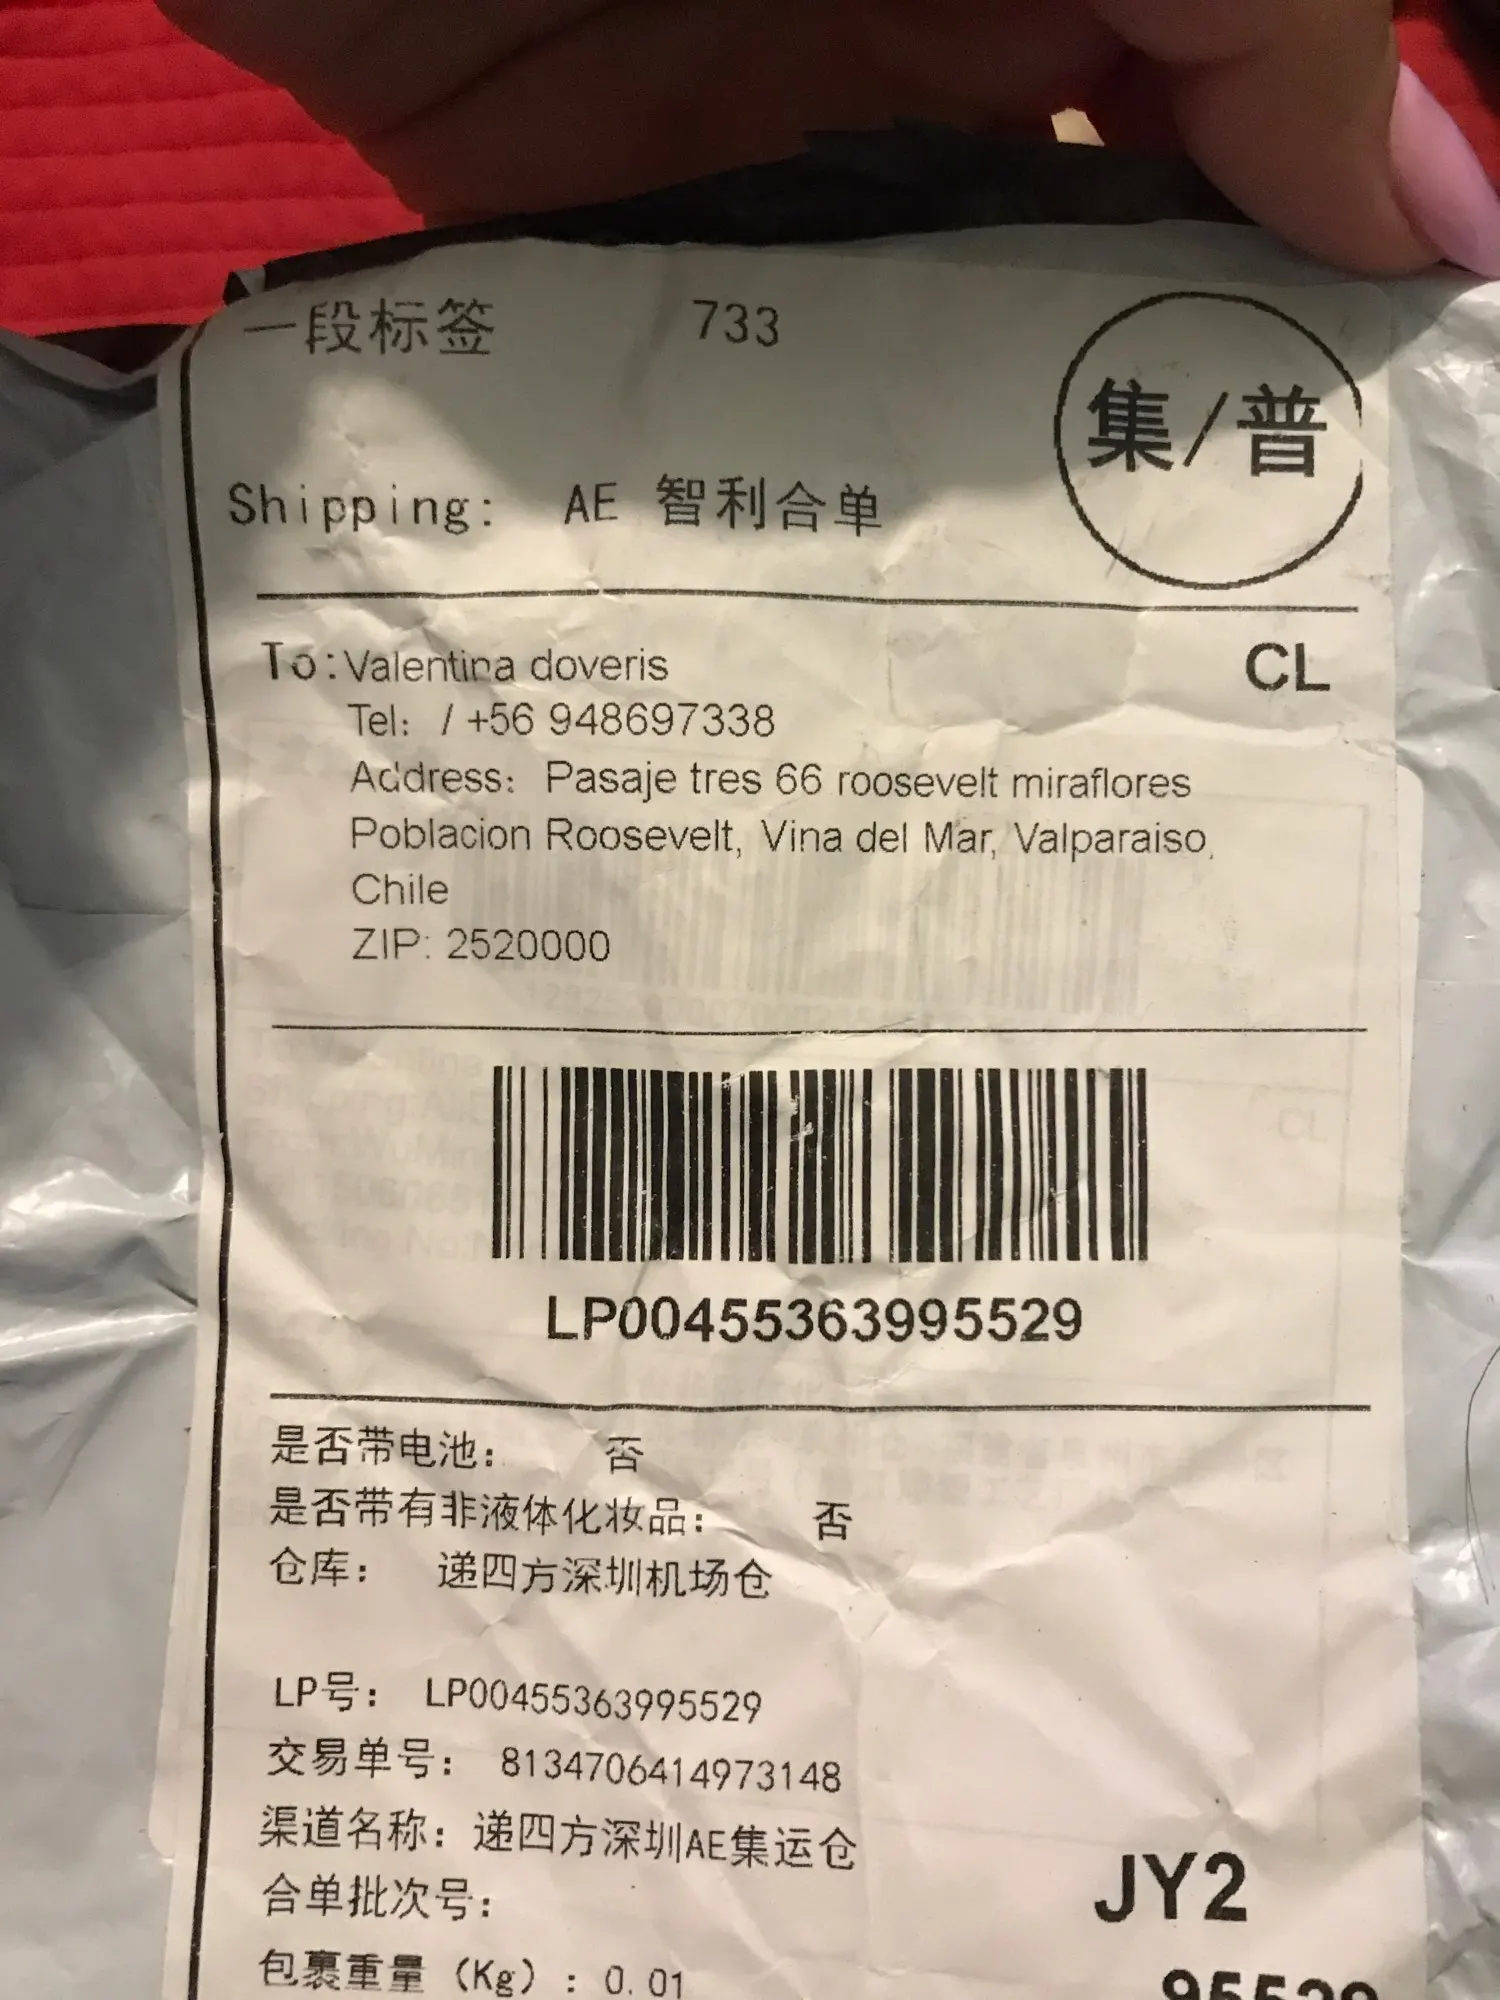 一段标签 733
集/普
Shipping: AE 智利合单
To:Valentina doveris CL
Tel: / +56 948697338
Address: Pasaje tres 66 roosevelt miraflores
Poblacion Roosevelt, Vina del Mar, Valparaiso,
Chile
ZIP: 2520000
LP00455363995529
是否带电池: 否
是否带有非液体化妆品: 否
仓库: 递四方深圳机场仓
LP号: LP00455363995529
交易单号: 8134706414973148
渠道名称: 递四方深圳AE集运仓
合单批次号:
JY2
包裹重量 (Kg) : 0.01
95529